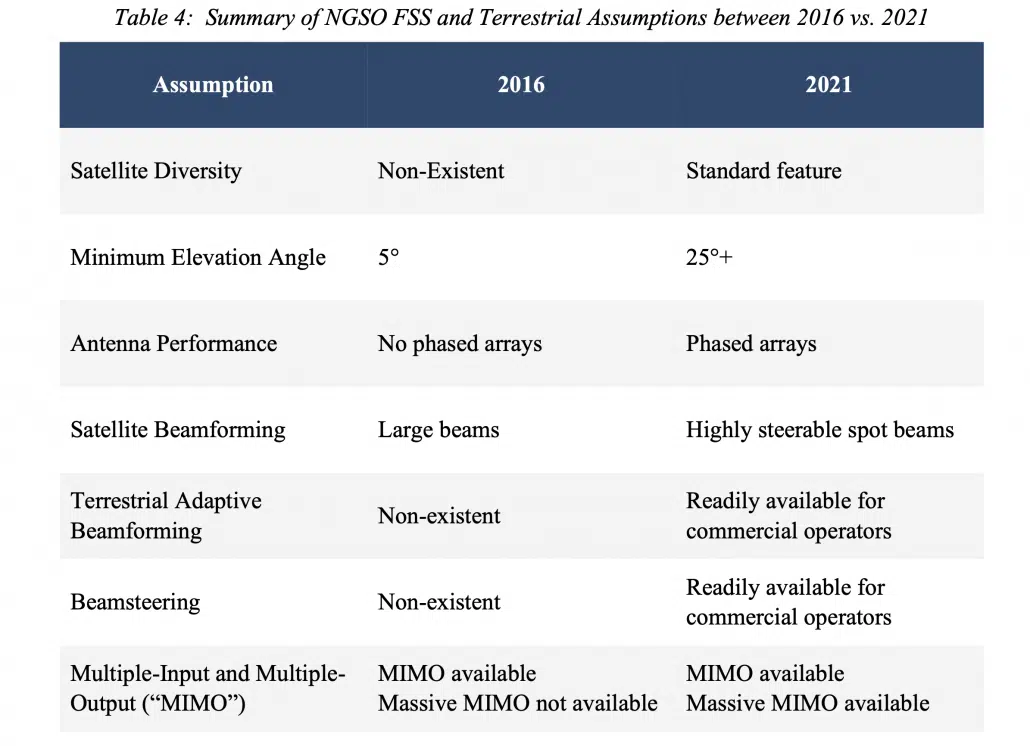 Table 4: Summary of NGSO FSS and Terrestrial Assumptions between 2016 vs. 2021
Assumption 2016 2021
Satellite Diversity Non-Existent Standard feature
Minimum Elevation Angle 5° 25°+
Antenna Performance No phased arrays Phased arrays
Satellite Beamforming Large beams Highly steerable spot beams
Terrestrial Adaptive
Beamforming
Non-existent
Readily available for
commercial operators
Beamsteering
Non-existent
Readily available for
commercial operators
Multiple-Input and Multiple-
Output (“MIMO”)
MIMO available
Massive MIMO not available
MIMO available
Massive MIMO available